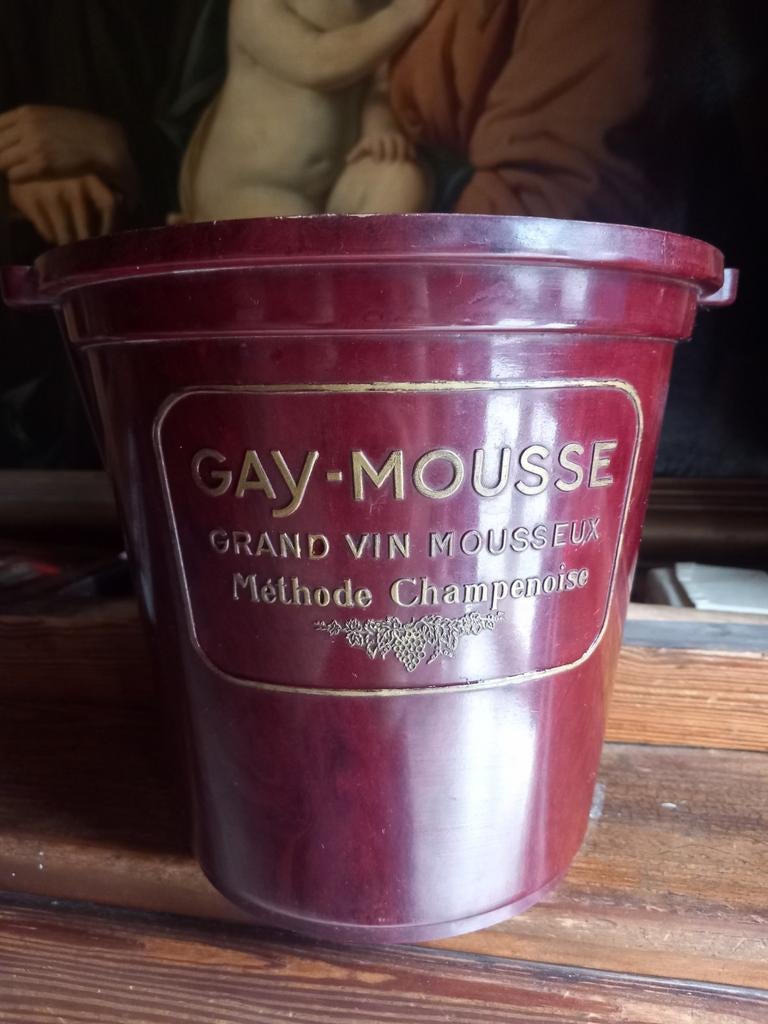 GAY-MOUSSE
GRAND VIN MOUSSEUX
Méthode Champenoise